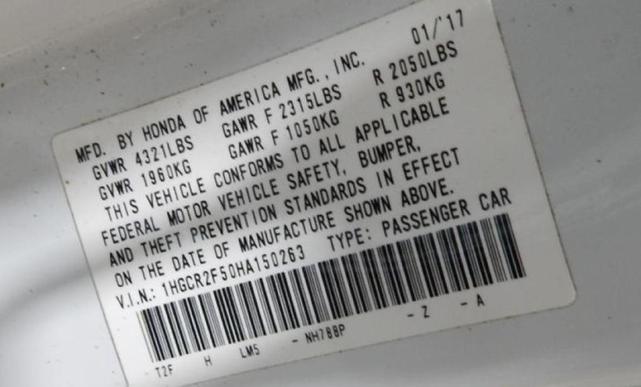 MFD. BY HONDA OF AMERICA MFG., INC. 01/'17
GVWR 4321LBS GAWR F 2315LBS R 2050LBS
GVWR 1960KG GAWR F 1050KG R 930KG
THIS VEHICLE CONFORMS TO ALL APPLICABLE
FEDERAL MOTOR VEHICLE SAFETY, BUMPER,
AND THEFT PREVENTION STANDARDS IN EFFECT
ON THE DATE OF MANUFACTURE SHOWN ABOVE.
V.I.N.: 1HGCR2F50HA150263 TYPE: PASSENGER CAR
T2F H LM5 - NH788P - Z - A